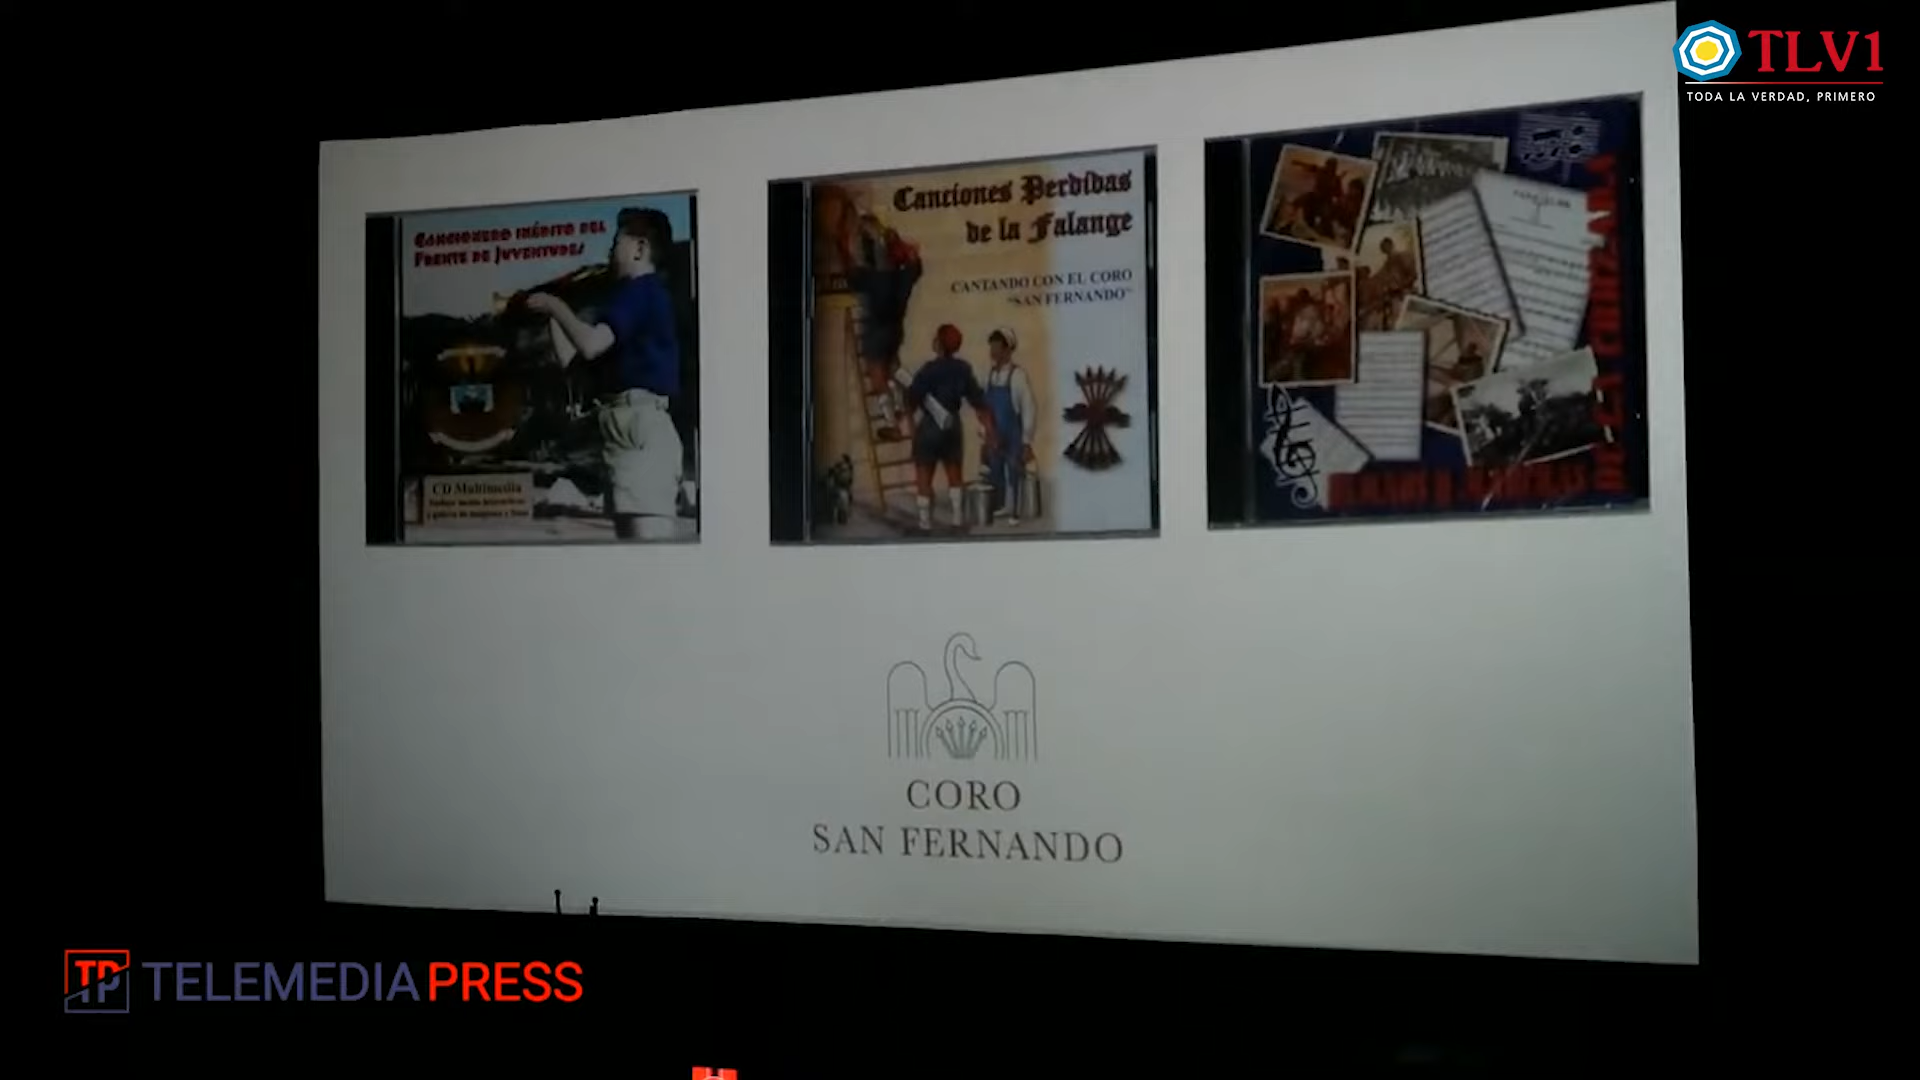 TLV1
TODA LA VERDAD, PRIMERO
CANCIONERO INÉDITO DEL
FRENTE DE JUVENTUDES
CD Multimedia
Canciones Perdidas
de la Falange
CANTANDO CON EL CORO
"SAN FERNANDO"
CORO
SAN FERNANDO
TP TELEMEDIA PRESS